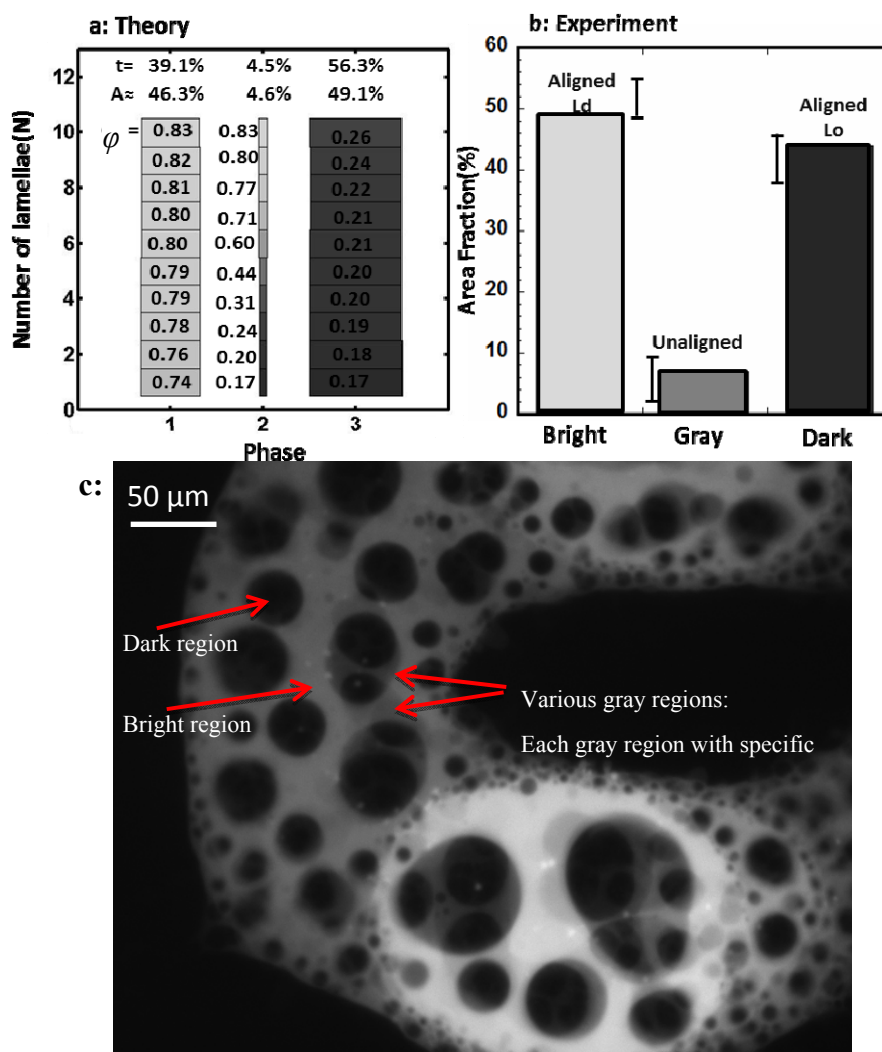 a: Theory
t= 39.1% 4.5% 56.3%
A≈ 46.3% 4.6% 49.1%
φ = 0.83 0.83 0.26
0.82 0.80 0.24
0.81 0.77 0.22
0.80 0.71 0.21
0.80 0.60 0.21
0.79 0.44 0.20
0.79 0.31 0.20
0.78 0.24 0.19
0.76 0.20 0.18
0.74 0.17 0.17
12
10
8
6
4
2
0
Number of lamellae(N)
1 2 3
Phase
b: Experiment
60
50
40
30
20
10
0
Area Fraction(%)
Aligned
Ld
Unaligned
Aligned
Lo
Bright Gray Dark
c:
50 μm
Dark region
Bright region
Various gray regions:
Each gray region with specific